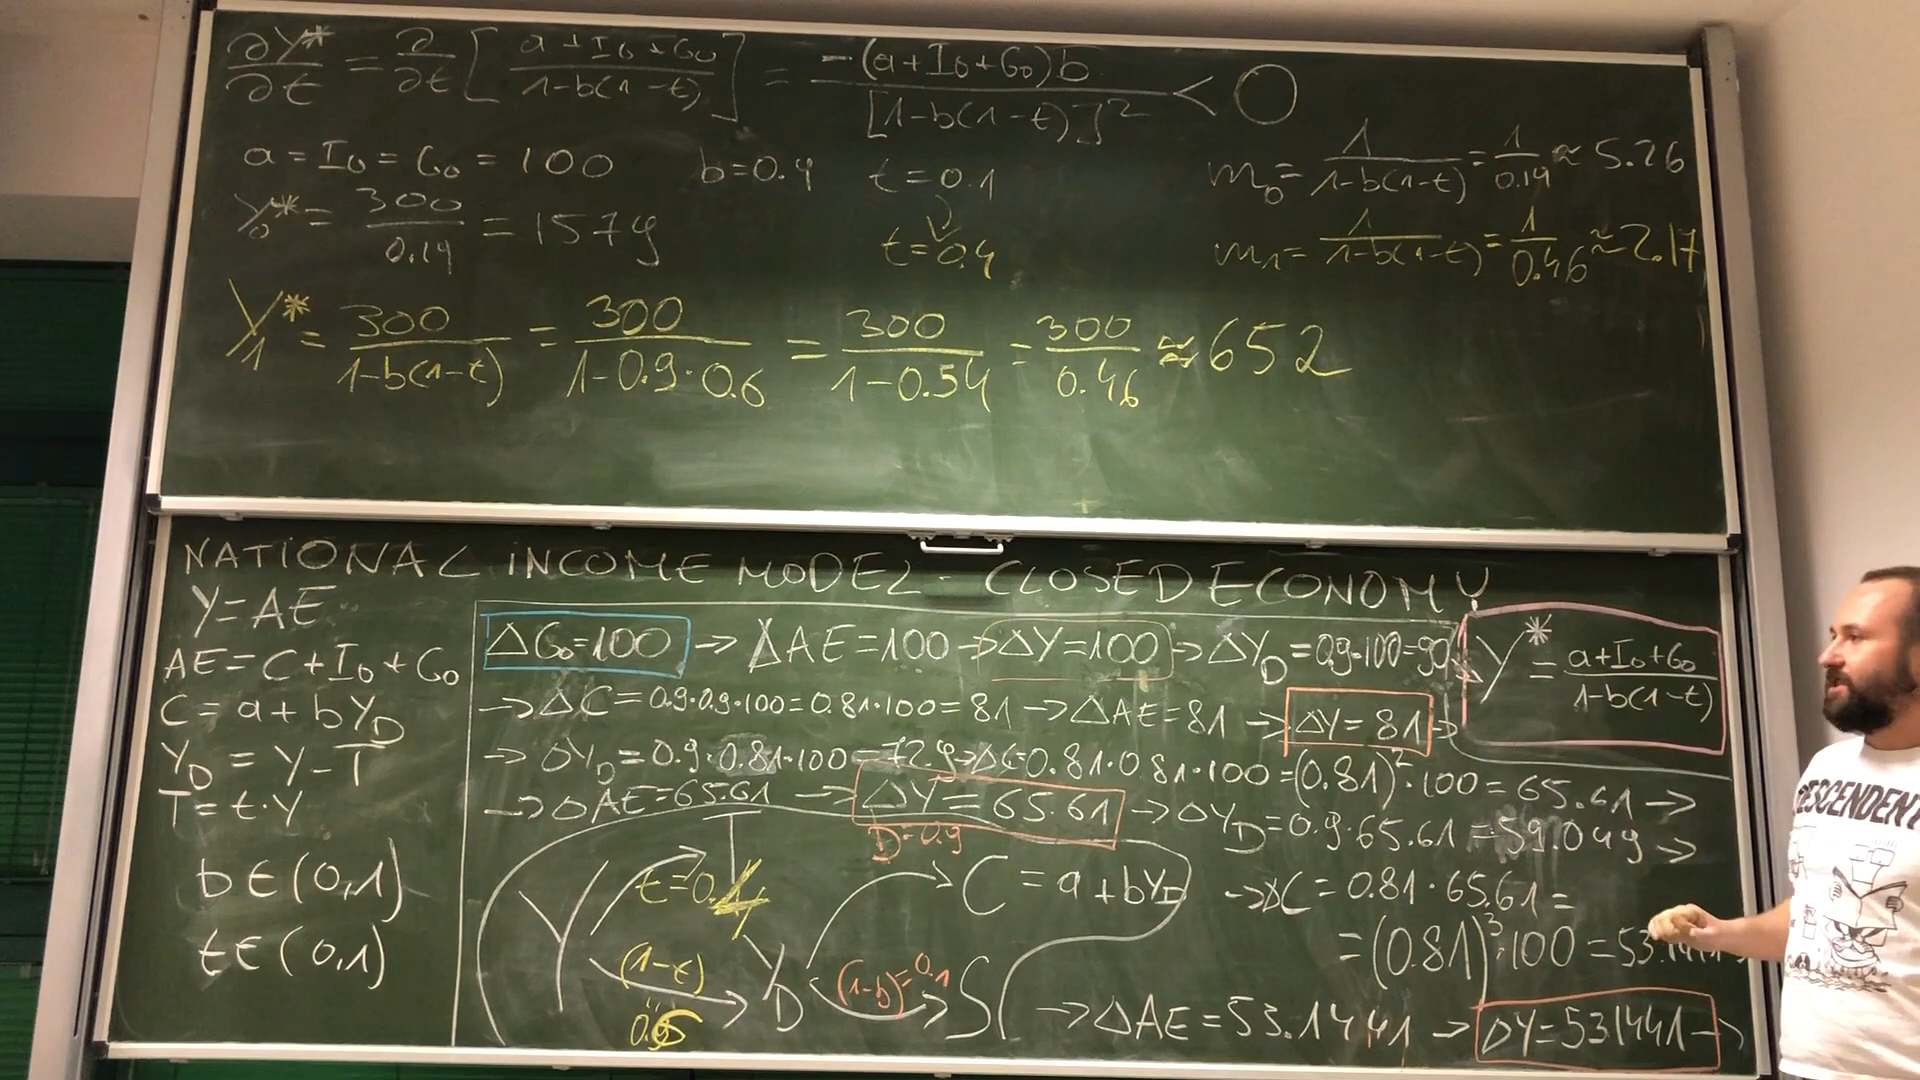 ∂Y*/∂t = ∂/∂t [ (a+I₀+G₀)/(1-b(1-t)) ] = -(a+I₀+G₀)b/[1-b(1-t)]² < 0
a = I₀ = G₀ = 100 b=0.9 t=0.1 m₀ = 1/(1-b(1-t)) = 1/0.19 ≈ 5.26
Y₀* = 300/0.19 = 1579 t=0.4 m₁ = 1/(1-b(1-t)) = 1/0.46 ≈ 2.17
Y₁* = 300/(1-b(1-t)) = 300/(1-0.9·0.6) = 300/(1-0.54) = 300/0.46 ≈ 652
NATIONAL INCOME MODEL - CLOSED ECONOMY
Y=AE
AE=C+I₀+G₀
C=a+bY_D
Y_D=Y-T
T=t·Y
b∈(0,1)
t∈(0,1)
ΔG₀=100 → ΔAE=100 → ΔY=100 → ΔY_D=0.9·100=90
Y* = (a+I₀+G₀)/(1-b(1-t))
→ΔC=0.9·0.9·100=0.81·100=81 →ΔAE=81 → ΔY=81 →
→ ΔY_D=0.9·0.81·100=72.9 →ΔC=0.81·0.81·100=(0.81)²·100=65.61 →
→ΔAE=65.61 → ΔY=65.61 → ΔY_D=0.9·65.61=59.049 →
→ΔC=0.81·65.61=
=(0.81)³·100=53.1441
→ΔAE=53.1441 → ΔY=531441 →
T
b=0.9
Y t=0.4 C=a+bY_D
(1-t) Y_D (1-b)=0.1 S
" 0.6
DESCENDENT